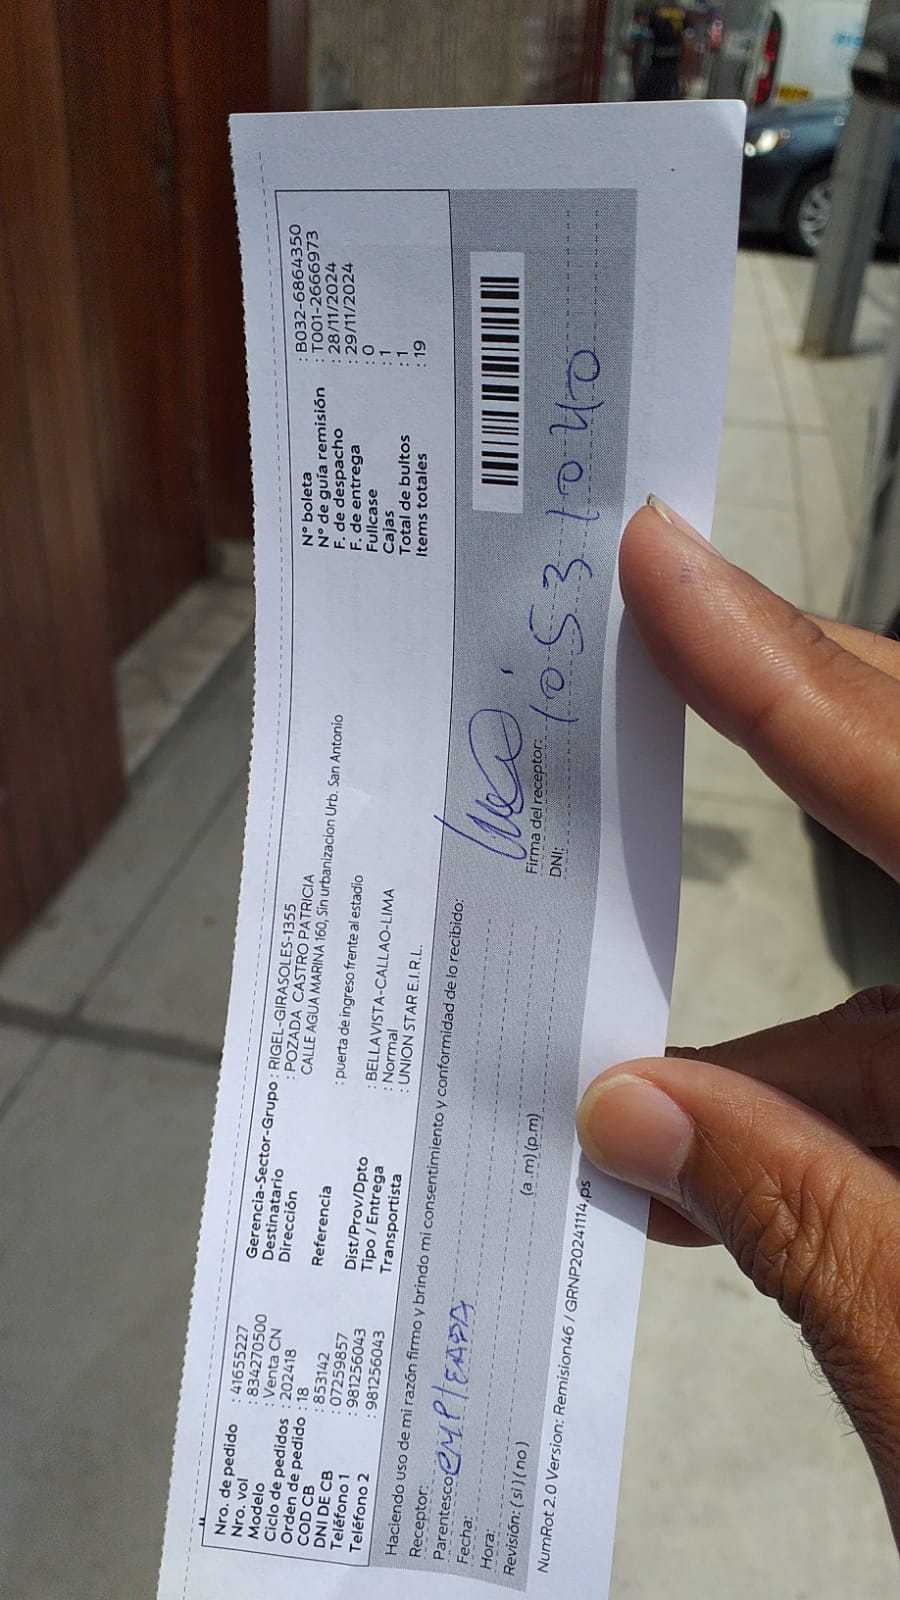 Nro. de pedido : 41655227
Nro. vol : 834270500
Modelo : Venta CN
Ciclo de pedidos : 202418
Orden de pedido : 18
COD CB : 853142
DNI DE CB : 07259857
Teléfono 1 : 981256043
Teléfono 2 : 981256043
Gerencia-Sector-Grupo : RIGEL-GIRASOLES-1355
Destinatario : POZADA CASTRO PATRICIA
Dirección CALLE AGUA MARINA 160, Sin urbanizacion Urb. San Antonio
Referencia : puerta de ingreso frente al estadio
Dist/Prov/Dpto : BELLAVISTA-CALLAO-LIMA
Tipo / Entrega : Normal
Transportista : UNION STAR E.I.R.L.
N° boleta : B032-6864350
N° de guía remisión : T001-2666973
F. de despacho : 28/11/2024
F. de entrega : 29/11/2024
Fullcase : 0
Cajas : 1
Total de bultos : 1
Items totales : 19
Haciendo uso de mi razón firmo y brindo mi consentimiento y conformidad de lo recibido:
Receptor:
Parentesco EMPLEADA
Fecha:
Hora: (a.m)(p.m)
Revisión: (si) (no)
Firma del receptor:
DNI: 10531040
NumRot 2.0 Version: Remision46 / GRNP20241114.ps